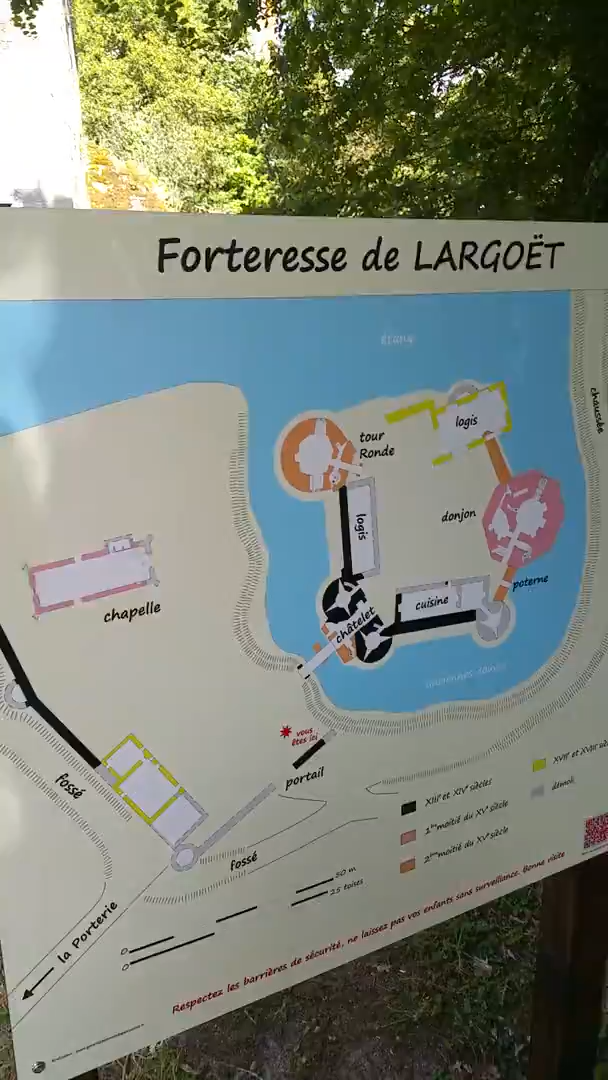 Forteresse de LARGOËT
étang
chaussée
logis
tour
Ronde
donjon
logis
poterne
cuisine
châtelet
chapelle
vous
êtes ici
portail
fossé
fossé
la Porterie
XIIIᵉ et XIVᵉ siècles
1ère moitié du XVᵉ siècle
2ème moitié du XVᵉ siècle
XVIIᵉ et XVIIIᵉ
démoli
0 50 m
0 25 toises
Respectez les barrières de sécurité, ne laissez pas vos enfants sans surveillance. Bonne visite